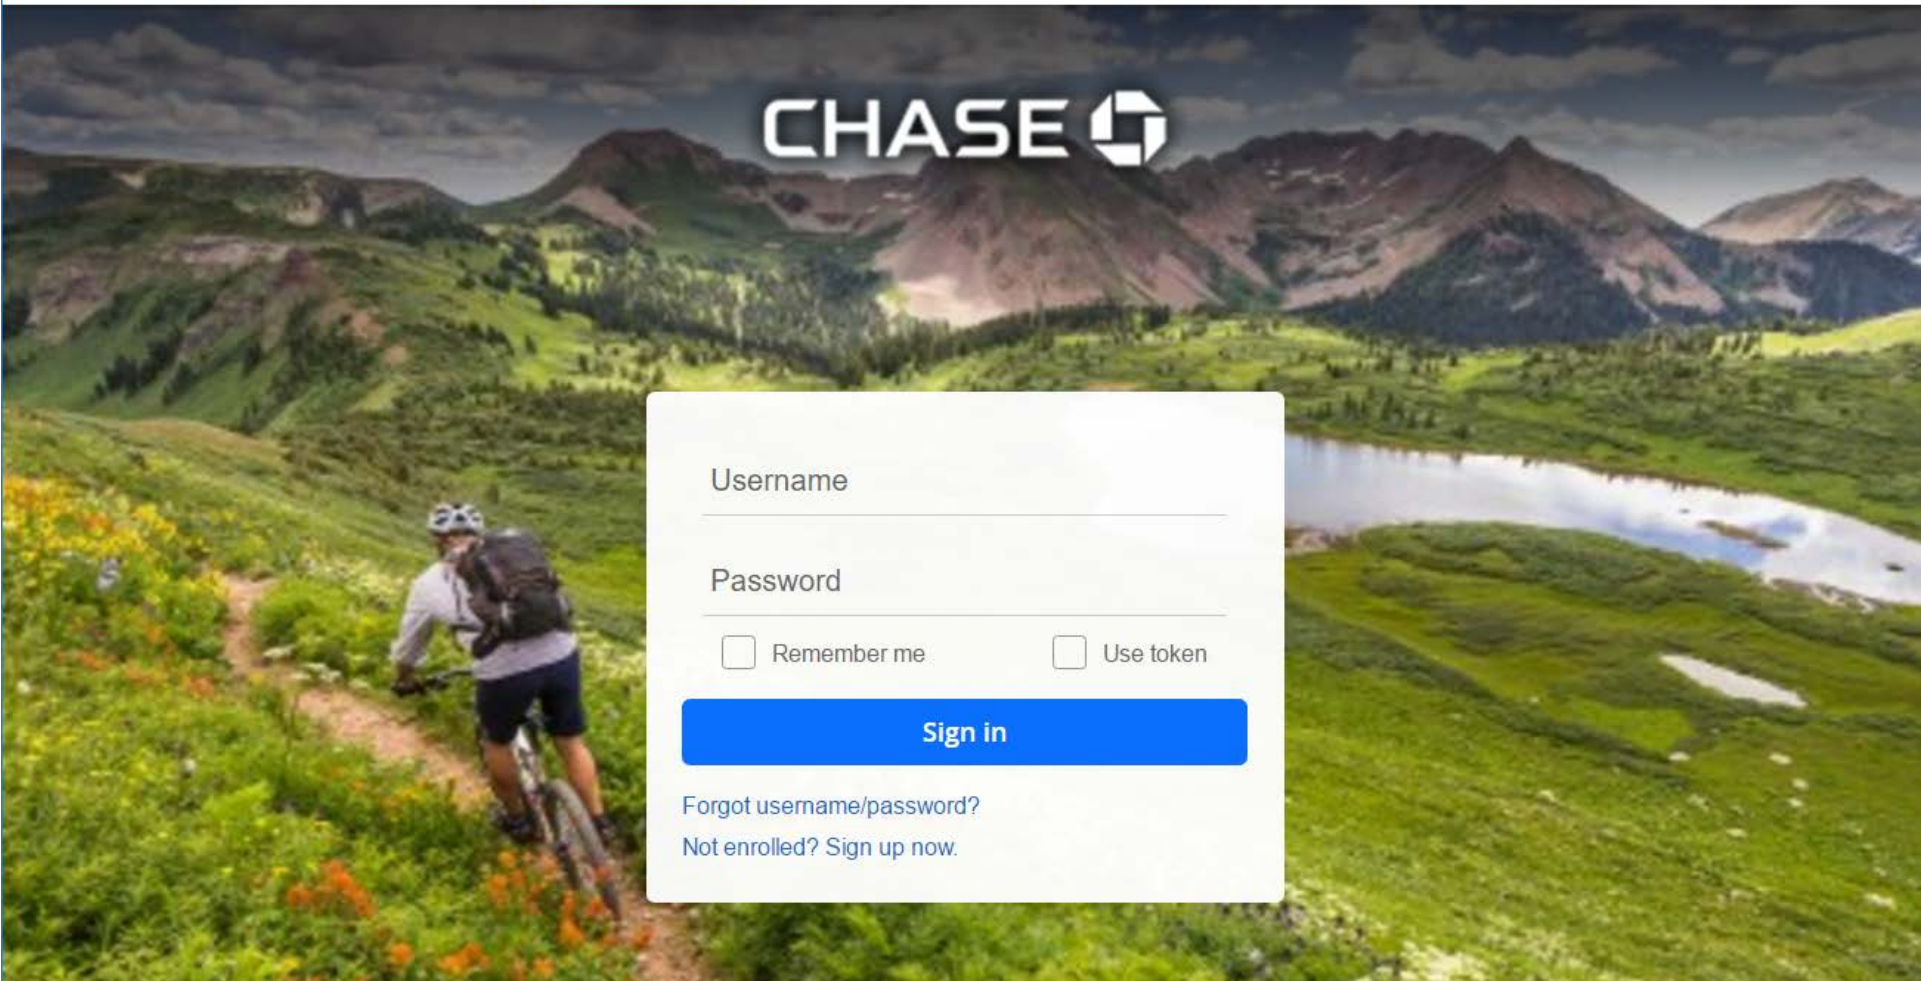 CHASE
Username
Password
Remember me
Use token
Sign in
Forgot username/password?
Not enrolled? Sign up now.